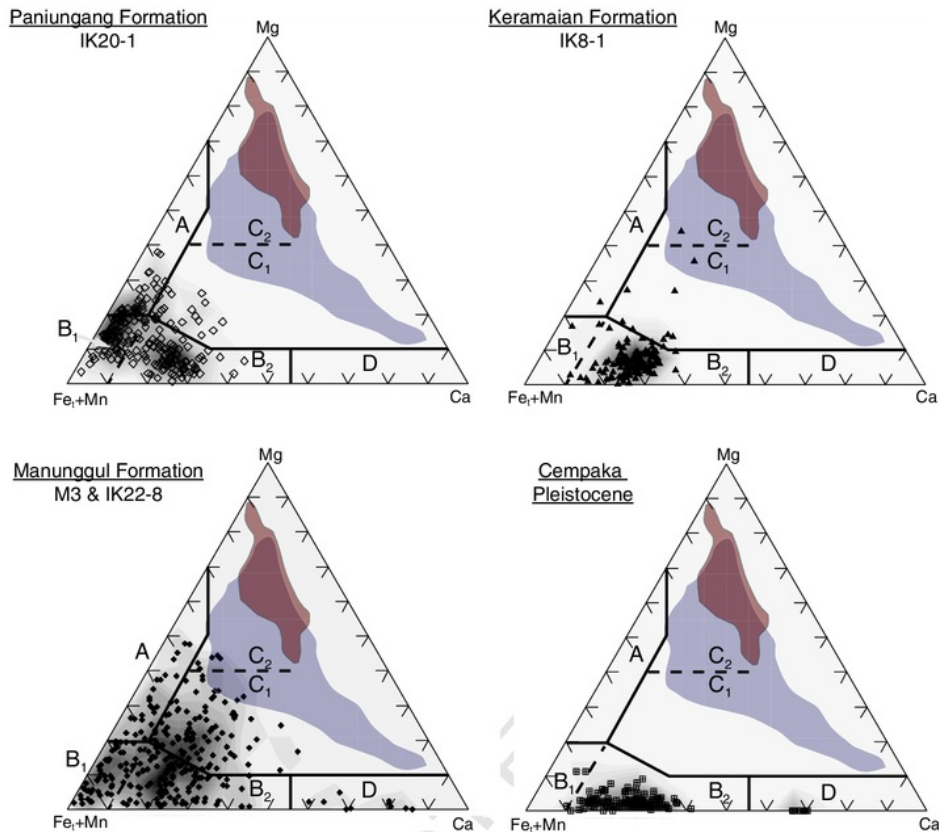 Paniungang Formation
IK20-1
Mg
A
C₂
C₁
B₁
B₂
D
Feₜ+Mn
Ca
Keramaian Formation
IK8-1
Mg
A
C₂
C₁
B₁
B₂
D
Feₜ+Mn
Ca
Manunggul Formation
M3 & IK22-8
Mg
A
C₂
C₁
B₁
B₂
D
Feₜ+Mn
Ca
Cempaka
Pleistocene
Mg
A
C₂
C₁
B₁
B₂
D
Feₜ+Mn
Ca